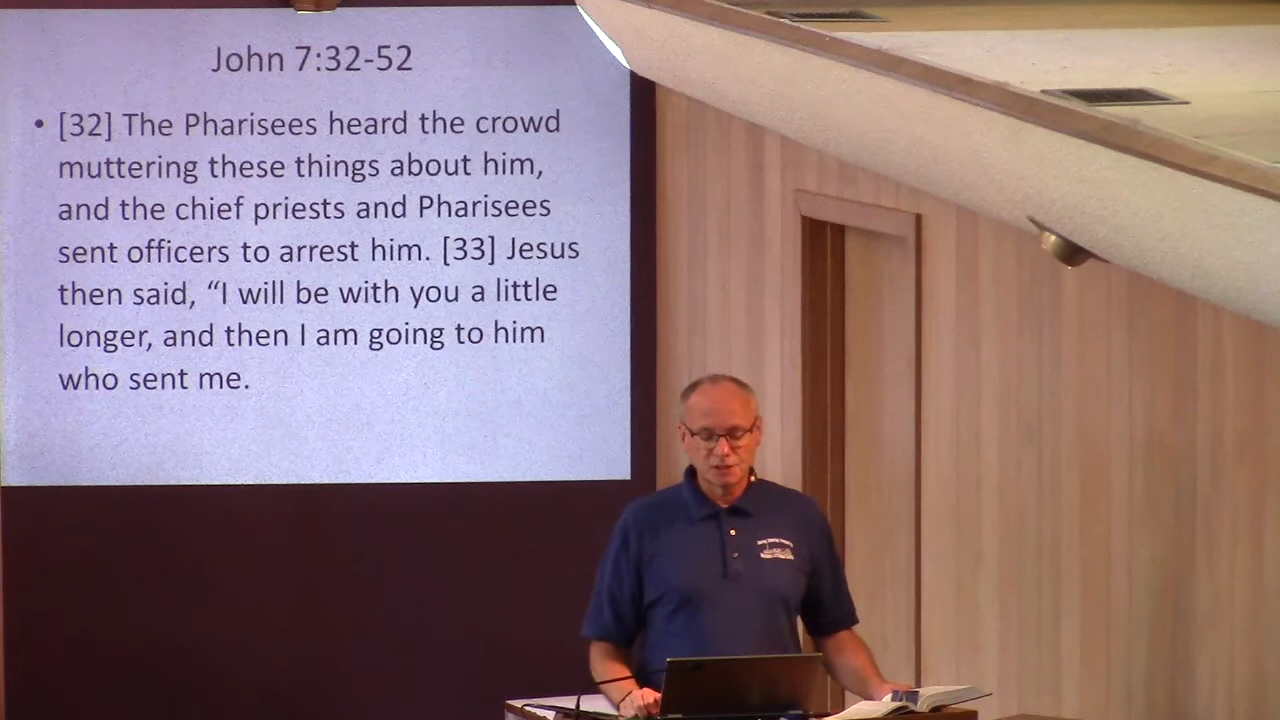 John 7:32-52
• [32] The Pharisees heard the crowd
muttering these things about him,
and the chief priests and Pharisees
sent officers to arrest him. [33] Jesus
then said, “I will be with you a little
longer, and then I am going to him
who sent me.